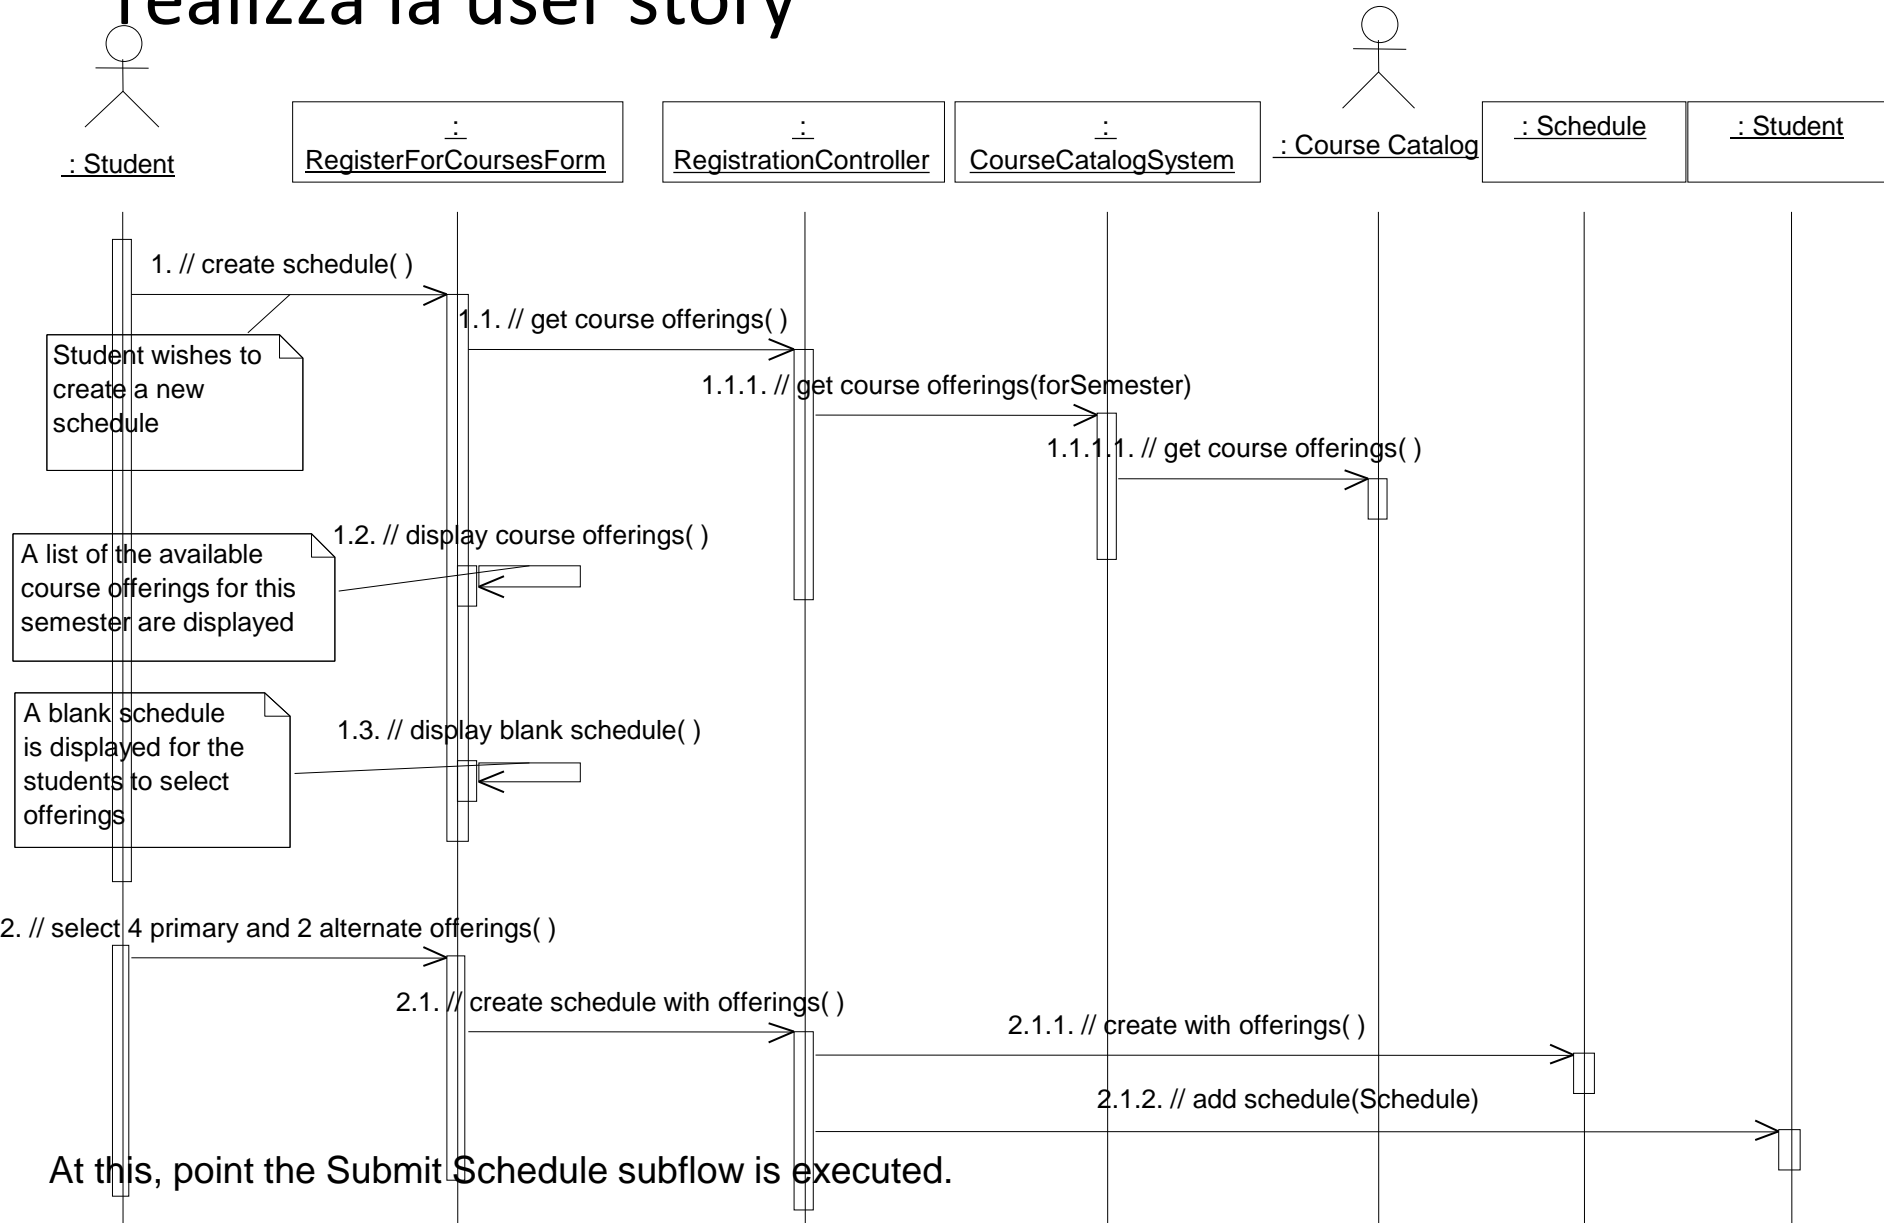 realizza la user story
: Student
:
RegisterForCoursesForm
:
RegistrationController
:
CourseCatalogSystem
: Course Catalog
: Schedule
: Student
1. // create schedule( )
1.1. // get course offerings( )
Student wishes to
create a new
schedule
1.1.1. // get course offerings(forSemester)
1.1.1.1. // get course offerings( )
1.2. // display course offerings( )
A list of the available
course offerings for this
semester are displayed
A blank schedule
is displayed for the
students to select
offerings
1.3. // display blank schedule( )
2. // select 4 primary and 2 alternate offerings( )
2.1. // create schedule with offerings( )
2.1.1. // create with offerings( )
2.1.2. // add schedule(Schedule)
At this, point the Submit Schedule subflow is executed.